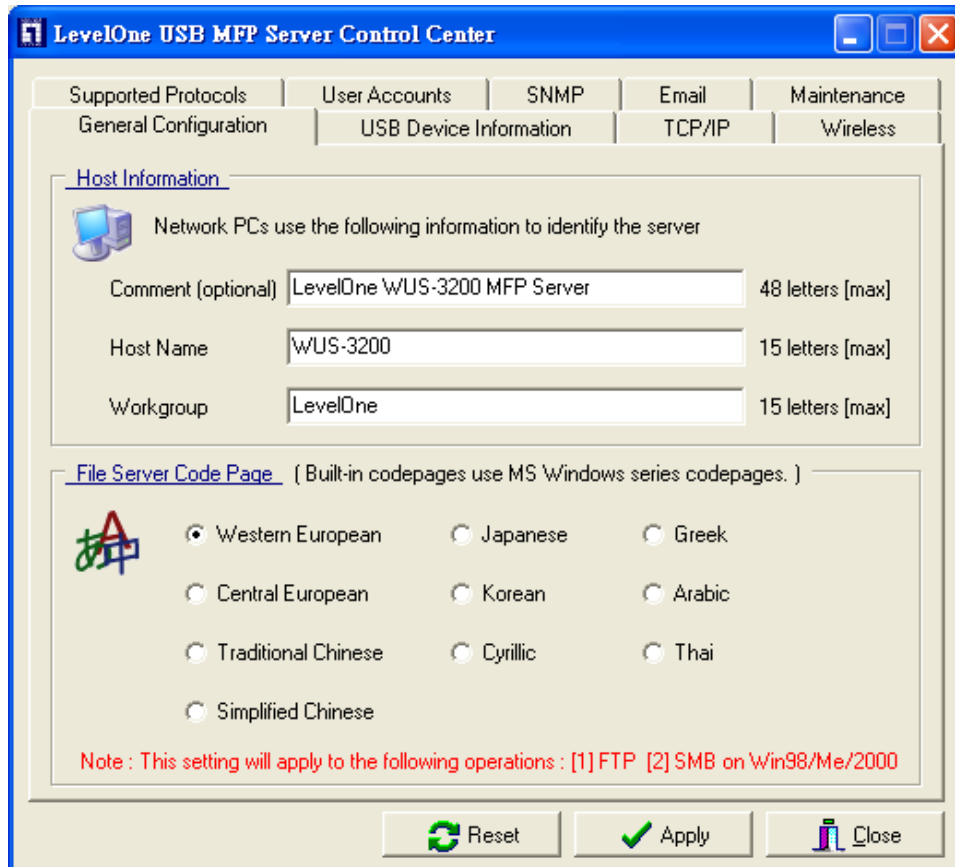 LevelOne USB MFP Server Control Center
Supported Protocols User Accounts SNMP Email Maintenance
General Configuration USB Device Information TCP/IP Wireless
Host Information
Network PCs use the following information to identify the server
Comment (optional) LevelOne WUS-3200 MFP Server 48 letters [max]
Host Name WUS-3200 15 letters [max]
Workgroup LevelOne 15 letters [max]
File Server Code Page ( Built-in codepages use MS Windows series codepages. )
Western European Japanese Greek
Central European Korean Arabic
Traditional Chinese Cyrillic Thai
Simplified Chinese
Note : This setting will apply to the following operations : [1] FTP [2] SMB on Win98/Me/2000
Reset Apply Close